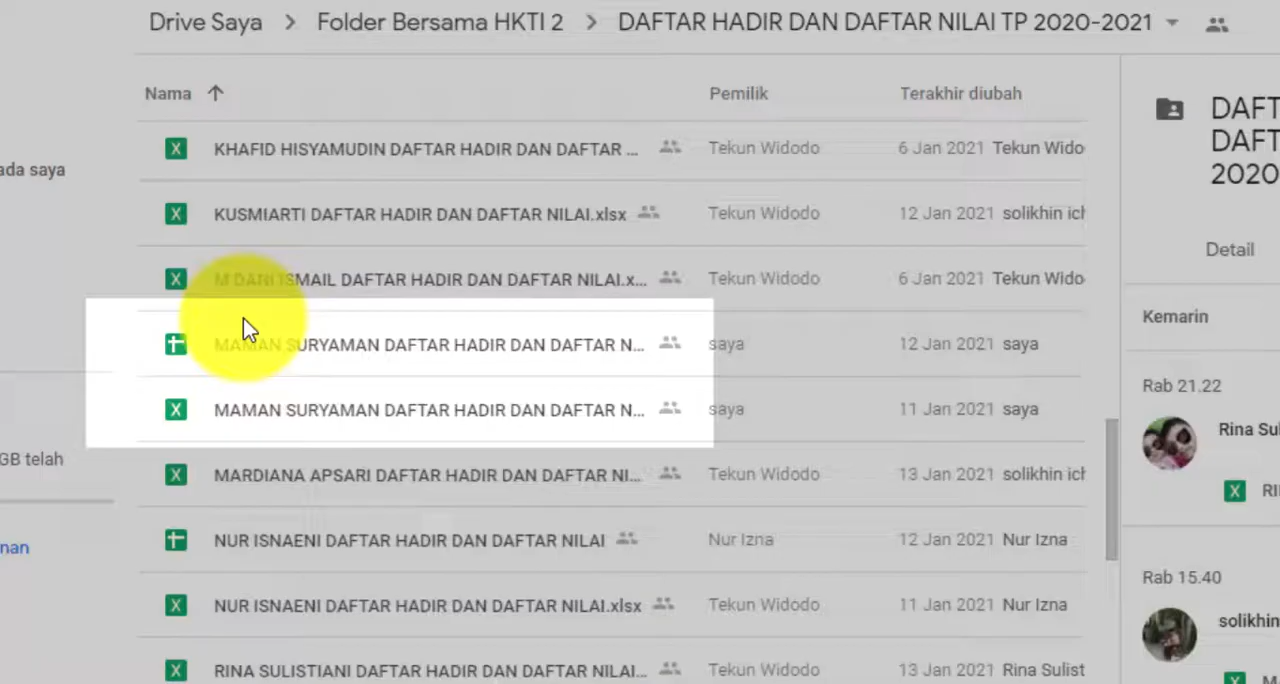 Drive Saya > Folder Bersama HKTI 2 > DAFTAR HADIR DAN DAFTAR NILAI TP 2020-2021
Nama Pemilik Terakhir diubah
KHAFID HISYAMUDIN DAFTAR HADIR DAN DAFTAR ... Tekun Widodo 6 Jan 2021 Tekun Wido
KUSMIARTI DAFTAR HADIR DAN DAFTAR NILAI.xlsx Tekun Widodo 12 Jan 2021 solikhin ich
M DANI ISMAIL DAFTAR HADIR DAN DAFTAR NILAI.x... Tekun Widodo 6 Jan 2021 Tekun Wido
MAMAN SURYAMAN DAFTAR HADIR DAN DAFTAR N... saya 12 Jan 2021 saya
MAMAN SURYAMAN DAFTAR HADIR DAN DAFTAR N... saya 11 Jan 2021 saya
MARDIANA APSARI DAFTAR HADIR DAN DAFTAR NI... Tekun Widodo 13 Jan 2021 solikhin ich
NUR ISNAENI DAFTAR HADIR DAN DAFTAR NILAI Nur Izna 12 Jan 2021 Nur Izna
NUR ISNAENI DAFTAR HADIR DAN DAFTAR NILAI.xlsx Tekun Widodo 11 Jan 2021 Nur Izna
RINA SULISTIANI DAFTAR HADIR DAN DAFTAR NILAI... Tekun Widodo 13 Jan 2021 Rina Sulist
ada saya
GB telah
nan
DAFT
DAFT
2020
Detail
Kemarin
Rab 21.22
Rina Sul
RI
Rab 15.40
solikhin